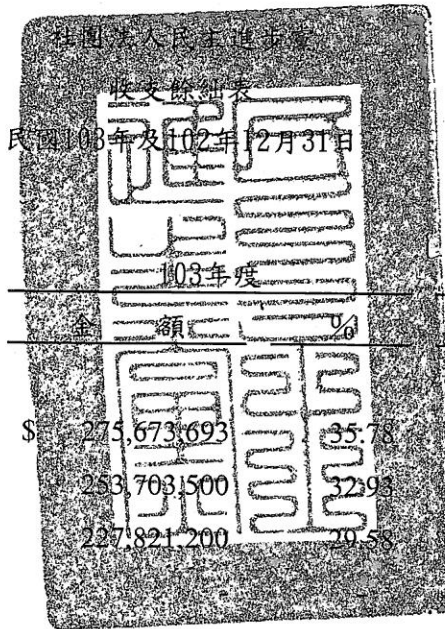 社團法人民主進步黨
收支餘絀表
民國103年及102年12月31日
103年度
金 額 %
$ 275,673,693 35.78
253,703,500 32.93
227,821,200 29.58